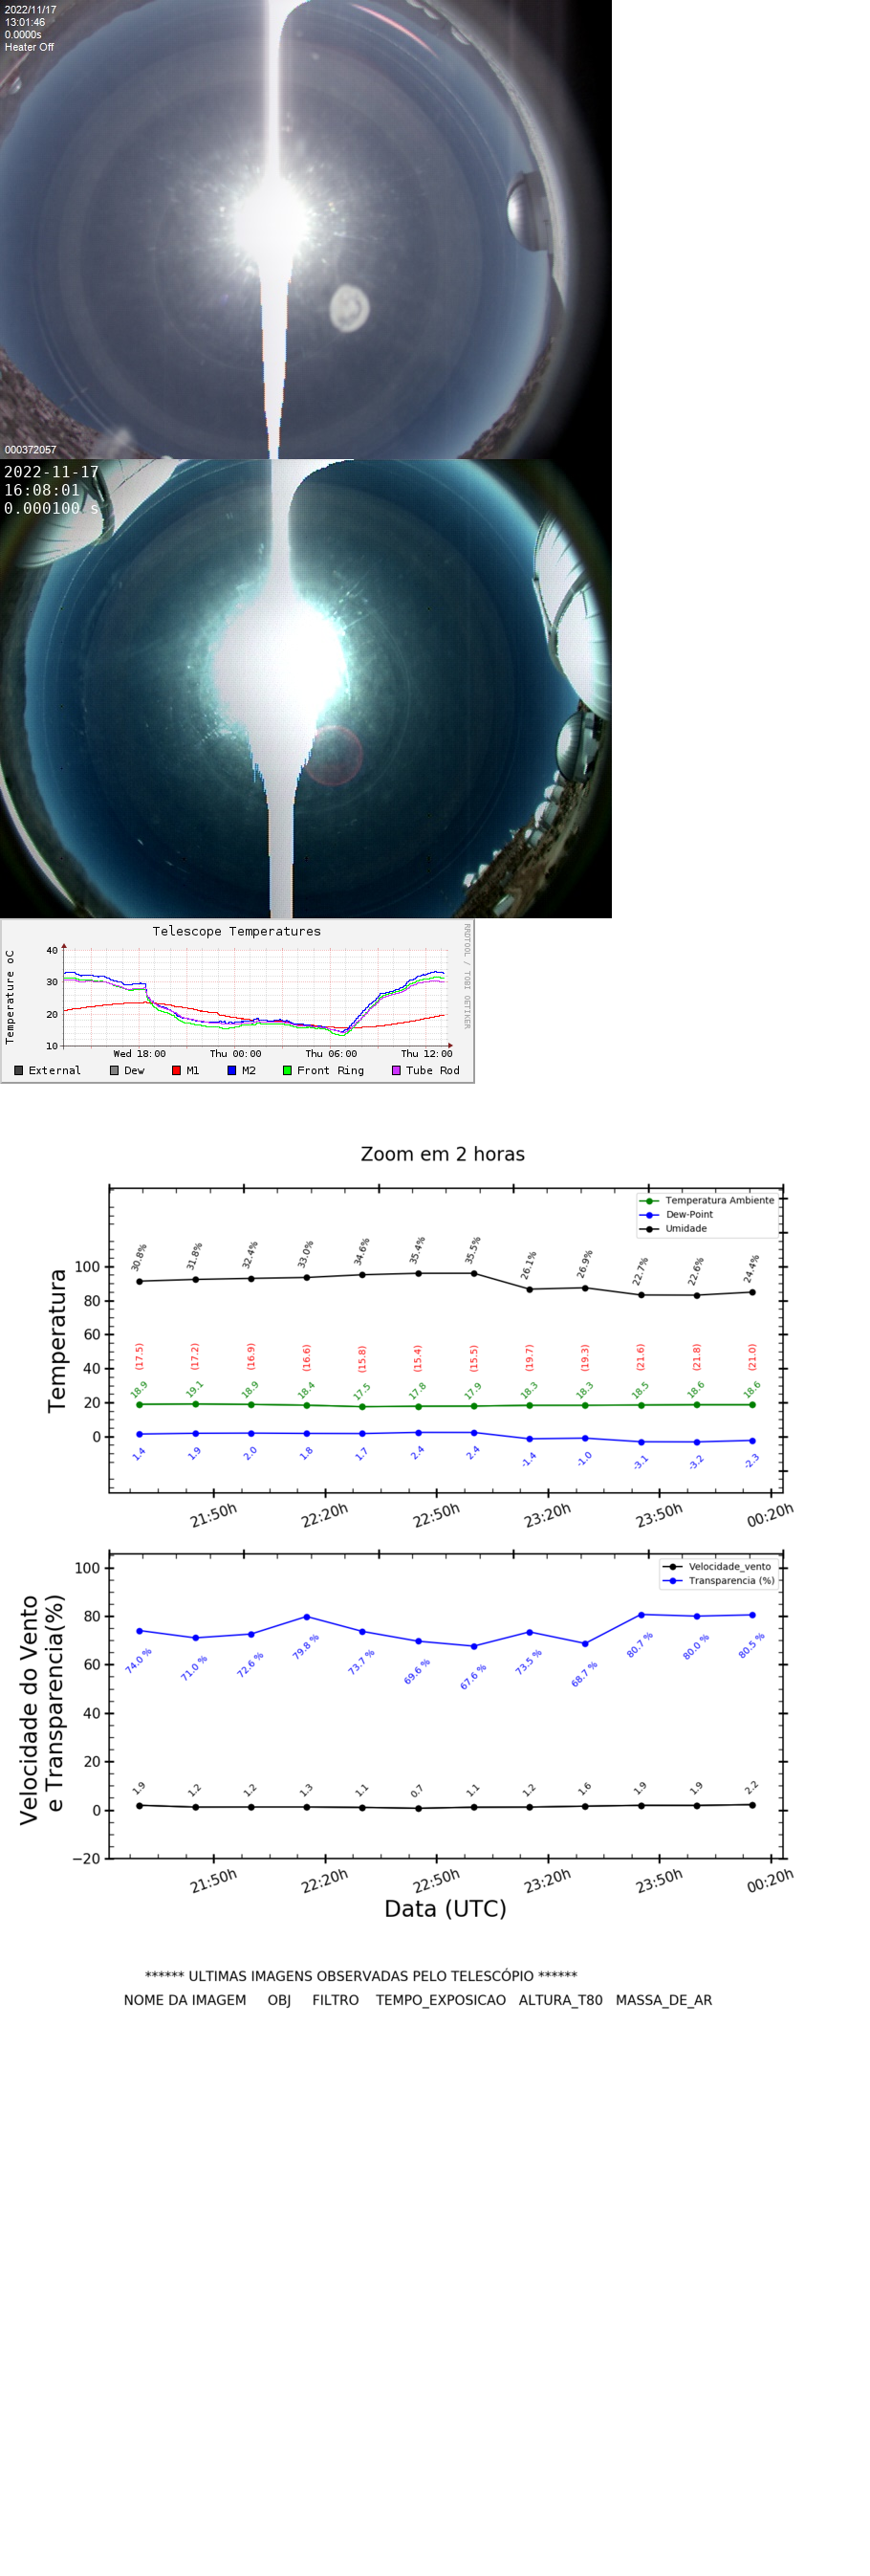 2022/11/17
13:01:46
0.0000s
Heater Off
000372057
2022-11-17
16:08:01
0.000100 s
Telescope Temperatures
RRDTOOL / TOBI OETIKER
Temperature oC
40
30
20
10
Wed 18:00 Thu 00:00 Thu 06:00 Thu 12:00
External Dew M1 M2 Front Ring Tube Rod
Zoom em 2 horas
Temperatura Ambiente
Dew-Point
Umidade
Temperatura
100
80
60
40
20
0
30.8% 31.8% 32.4% 33.0% 34.6% 35.4% 35.5% 26.1% 26.9% 22.7% 22.6% 24.4%
(17.5) (17.2) (16.9) (16.6) (15.8) (15.4) (15.5) (19.7) (19.3) (21.6) (21.8) (21.0)
18.9 19.1 18.9 18.4 17.5 17.8 17.9 18.3 18.3 18.5 18.6 18.6
1.4 1.9 2.0 1.8 1.7 2.4 2.4 -1.4 -1.0 -3.1 -3.2 -2.3
21:50h 22:20h 22:50h 23:20h 23:50h 00:20h
Velocidade_vento
Transparencia (%)
Velocidade do Vento
e Transparencia(%)
100
80
60
40
20
0
−20
74.0 % 71.0 % 72.6 % 79.8 % 73.7 % 69.6 % 67.6 % 73.5 % 68.7 % 80.7 % 80.0 % 80.5 %
1.9 1.2 1.2 1.3 1.1 0.7 1.1 1.2 1.6 1.9 1.9 2.2
21:50h 22:20h 22:50h 23:20h 23:50h 00:20h
Data (UTC)
****** ULTIMAS IMAGENS OBSERVADAS PELO TELESCÓPIO ******
NOME DA IMAGEM OBJ FILTRO TEMPO_EXPOSICAO ALTURA_T80 MASSA_DE_AR